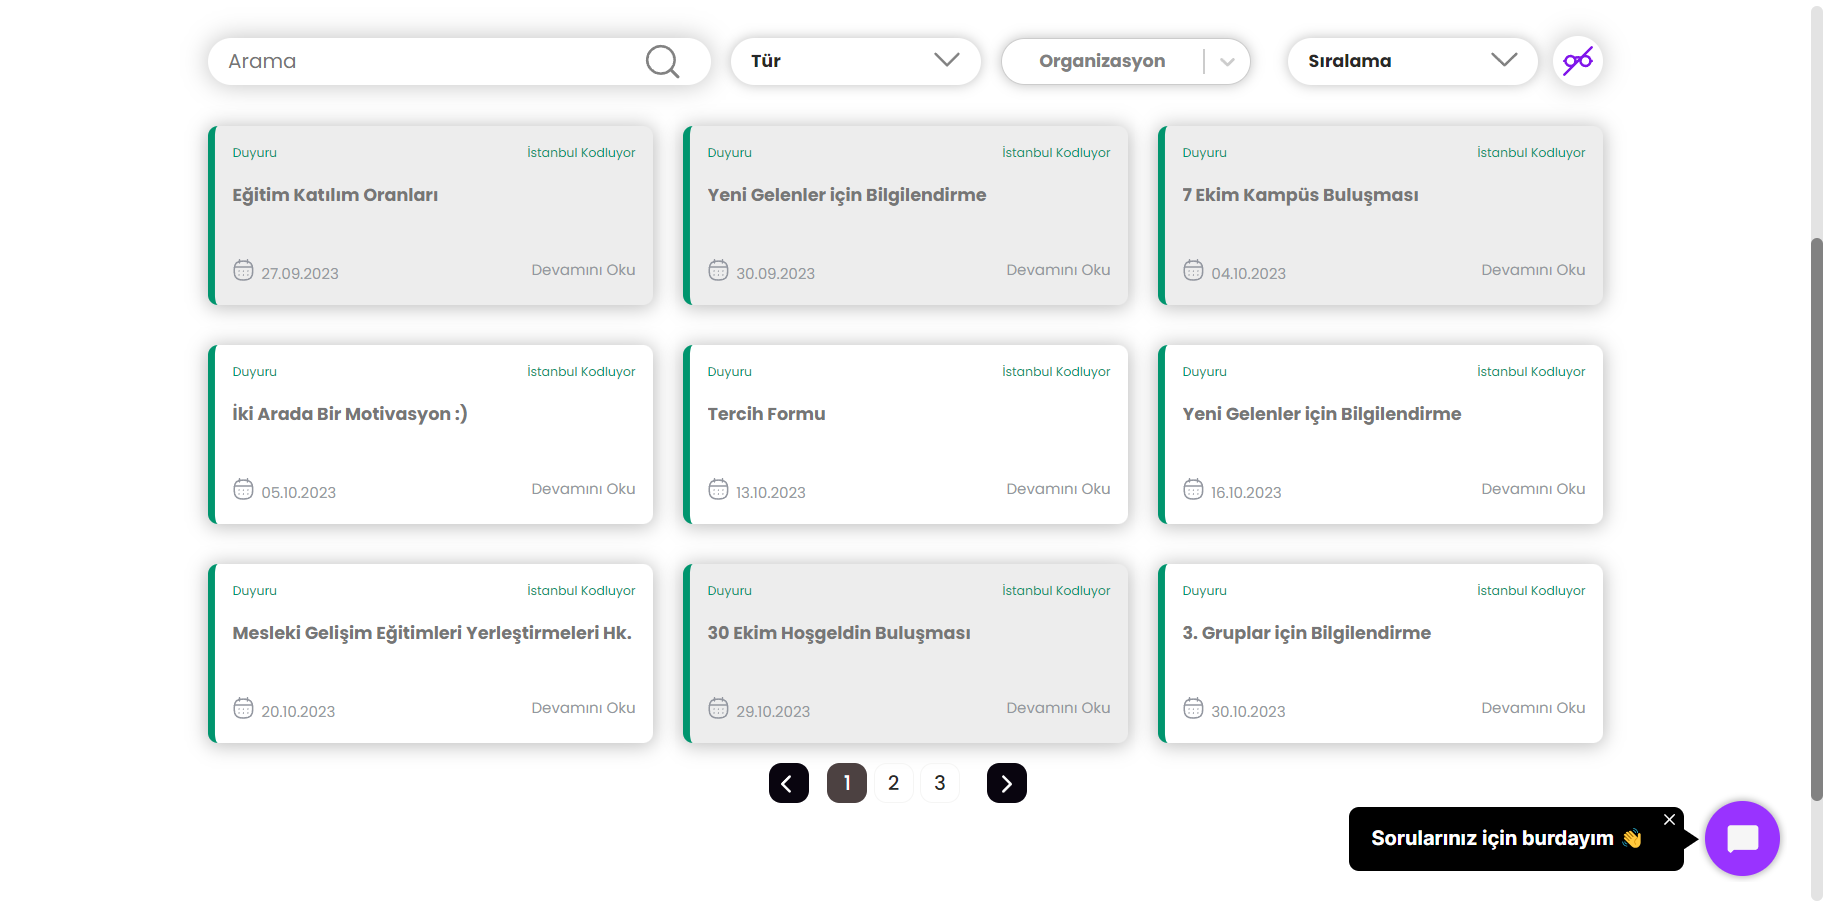 Arama
Tür
Organizasyon
Sıralama
Duyuru
İstanbul Kodluyor
Eğitim Katılım Oranları
27.09.2023
Devamını Oku
Duyuru
İstanbul Kodluyor
Yeni Gelenler için Bilgilendirme
30.09.2023
Devamını Oku
Duyuru
İstanbul Kodluyor
7 Ekim Kampüs Buluşması
04.10.2023
Devamını Oku
Duyuru
İstanbul Kodluyor
İki Arada Bir Motivasyon :)
05.10.2023
Devamını Oku
Duyuru
İstanbul Kodluyor
Tercih Formu
13.10.2023
Devamını Oku
Duyuru
İstanbul Kodluyor
Yeni Gelenler için Bilgilendirme
16.10.2023
Devamını Oku
Duyuru
İstanbul Kodluyor
Mesleki Gelişim Eğitimleri Yerleştirmeleri Hk.
20.10.2023
Devamını Oku
Duyuru
İstanbul Kodluyor
30 Ekim Hoşgeldin Buluşması
29.10.2023
Devamını Oku
Duyuru
İstanbul Kodluyor
3. Gruplar için Bilgilendirme
30.10.2023
Devamını Oku
1 2 3
Sorularınız için burdayım 👋